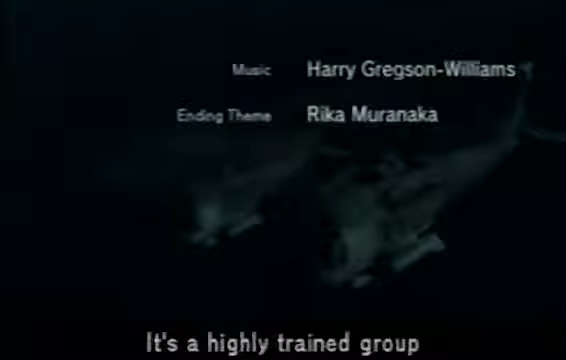 Music Harry Gregson-Williams
Ending Theme Rika Muranaka
It's a highly trained group